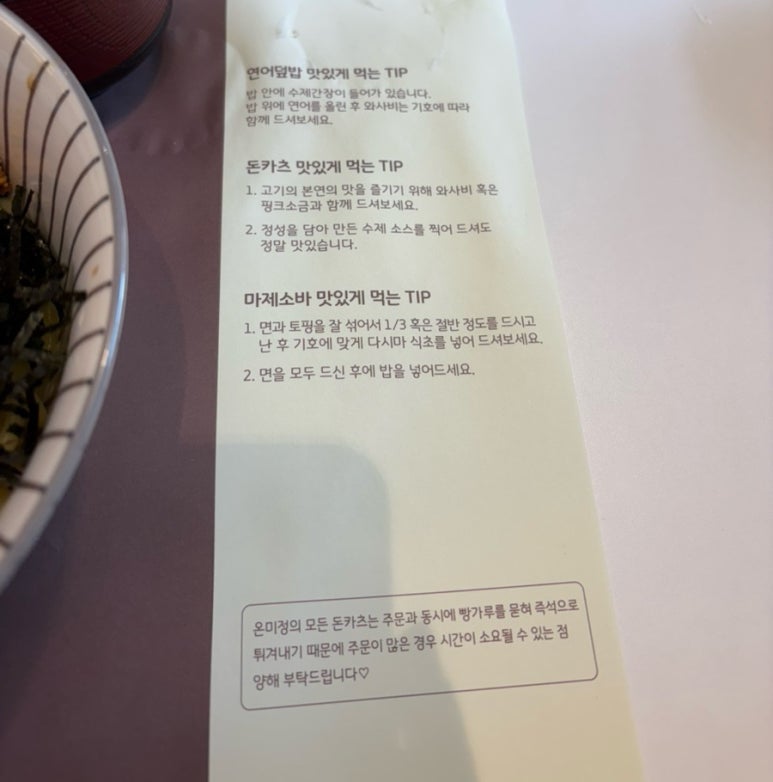 연어덮밥 맛있게 먹는 TIP
밥 안에 수제간장이 들어가 있습니다.
밥 위에 연어를 올린 후 와사비는 기호에 따라
함께 드셔보세요.
돈카츠 맛있게 먹는 TIP
1. 고기의 본연의 맛을 즐기기 위해 와사비 혹은
핑크소금과 함께 드셔보세요.
2. 정성을 담아 만든 수제 소스를 찍어 드셔도
정말 맛있습니다.
마제소바 맛있게 먹는 TIP
1. 면과 토핑을 잘 섞어서 1/3 혹은 절반 정도를 드시고
난 후 기호에 맞게 다시마 식초를 넣어 드셔보세요.
2. 면을 모두 드신 후에 밥을 넣어드세요.
온미정의 모든 돈카츠는 주문과 동시에 빵가루를 묻혀 즉석으로
튀겨내기 때문에 주문이 많은 경우 시간이 소요될 수 있는 점
양해 부탁드립니다♡